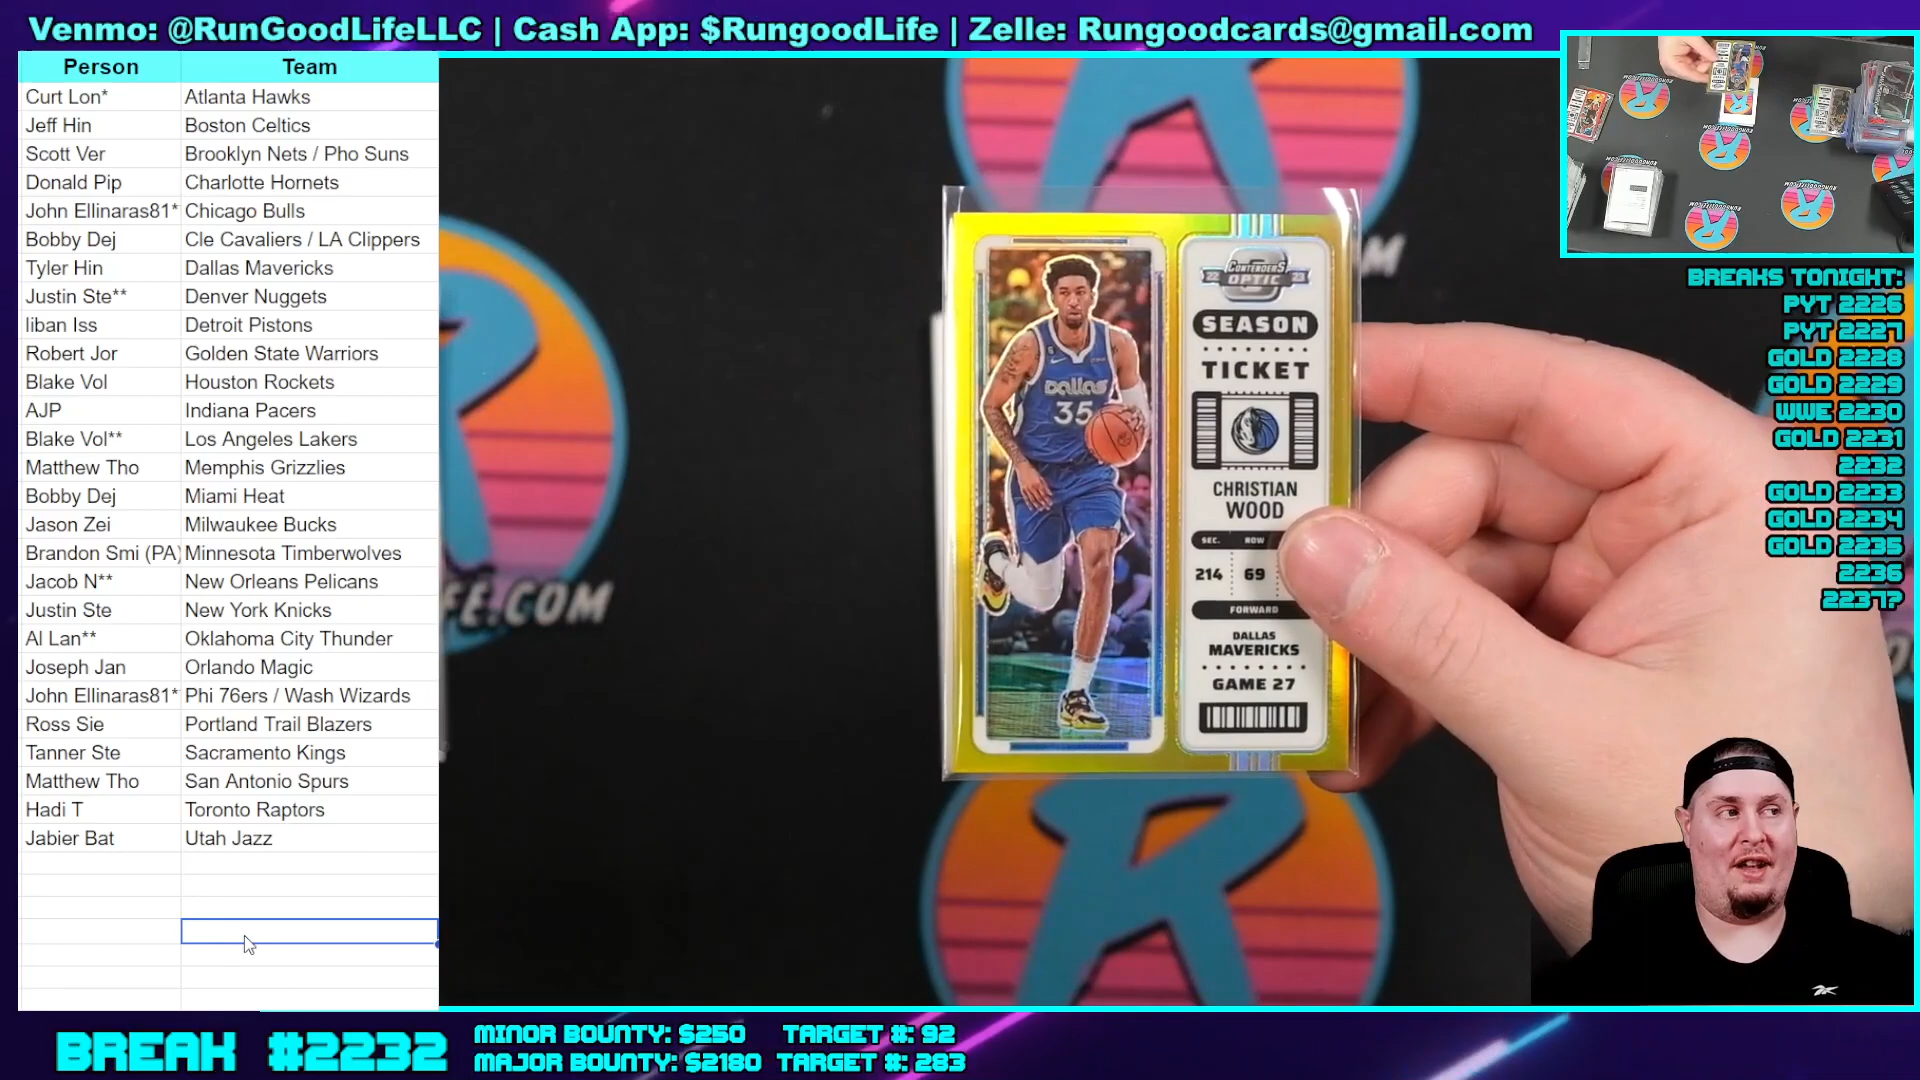 Venmo: @RunGoodLifeLLC | Cash App: $RungoodLife | Zelle: Rungoodcards@gmail.com
Person Team
Curt Lon* Atlanta Hawks
Jeff Hin Boston Celtics
Scott Ver Brooklyn Nets / Pho Suns
Donald Pip Charlotte Hornets
John Ellinaras81* Chicago Bulls
Bobby Dej Cle Cavaliers / LA Clippers
Tyler Hin Dallas Mavericks
Justin Ste** Denver Nuggets
liban Iss Detroit Pistons
Robert Jor Golden State Warriors
Blake Vol Houston Rockets
AJP Indiana Pacers
Blake Vol** Los Angeles Lakers
Matthew Tho Memphis Grizzlies
Bobby Dej Miami Heat
Jason Zei Milwaukee Bucks
Brandon Smi (PA) Minnesota Timberwolves
Jacob N** New Orleans Pelicans
Justin Ste New York Knicks
Al Lan** Oklahoma City Thunder
Joseph Jan Orlando Magic
John Ellinaras81* Phi 76ers / Wash Wizards
Ross Sie Portland Trail Blazers
Tanner Ste Sacramento Kings
Matthew Tho San Antonio Spurs
Hadi T Toronto Raptors
Jabier Bat Utah Jazz
FE.COM
R
DALLAS
35
22 CONTENDERS 23
OPTIC
SEASON
TICKET
CHRISTIAN
WOOD
SEC. ROW
214 69
FORWARD
DALLAS
MAVERICKS
GAME 27
R
BREAKS TONIGHT:
PYT 2226
PYT 2227
GOLD 2228
GOLD 2229
WWE 2230
GOLD 2231
2232
GOLD 2233
GOLD 2234
GOLD 2235
2236
2237?
BREAK #2232
MINOR BOUNTY: $250 TARGET #: 92
MAJOR BOUNTY: $2180 TARGET #: 283